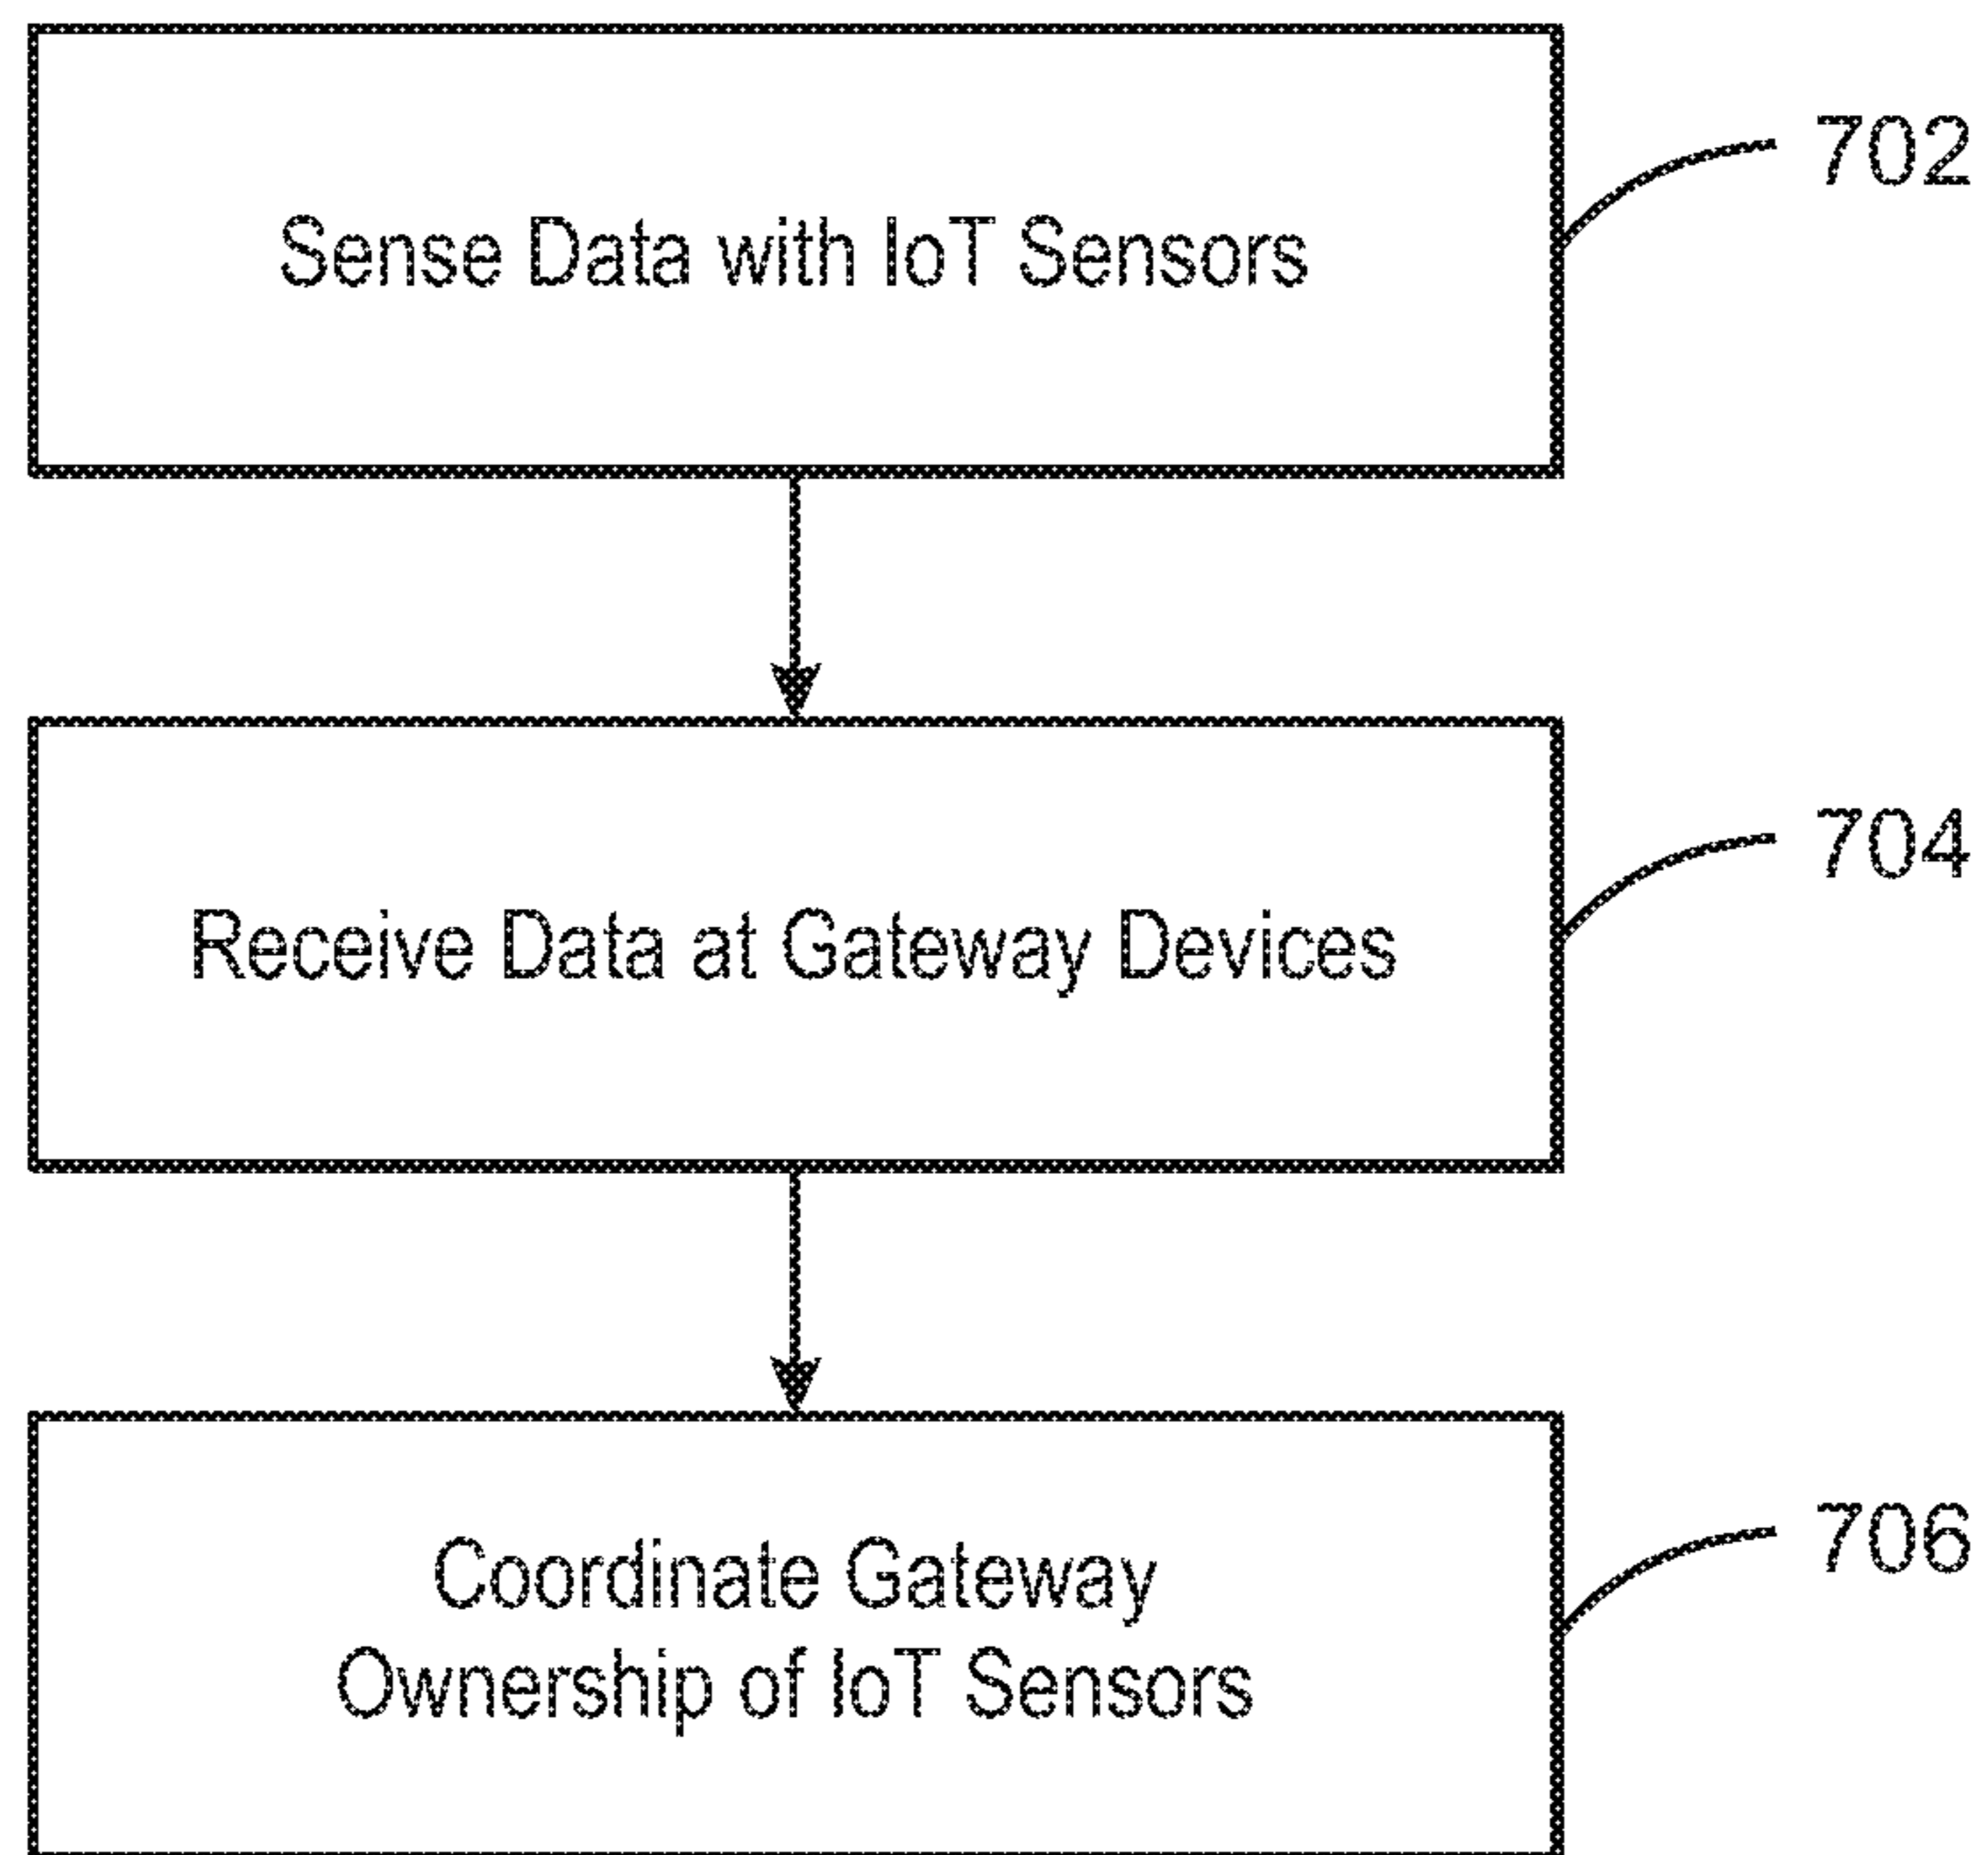 Sense Data with IoT Sensors
702
Receive Data at Gateway Devices
704
Coordinate Gateway
Ownership of IoT Sensors
706